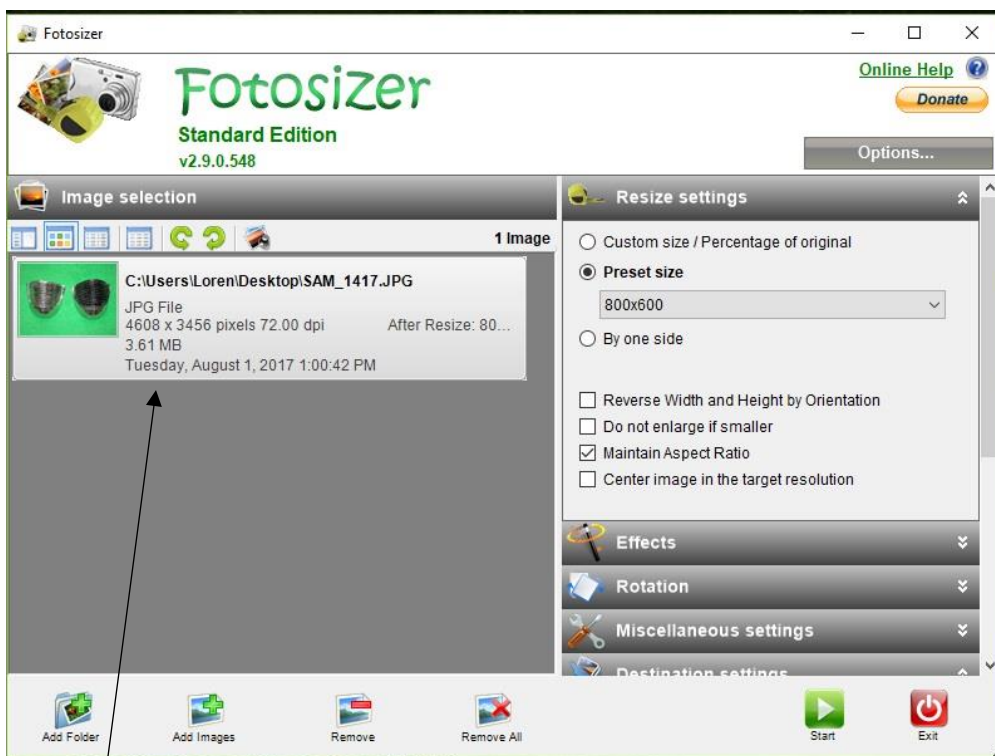 Fotosizer
Fotosizer
Standard Edition
v2.9.0.548
Online Help
Donate
Options...
Image selection
1 Image
C:\Users\Loren\Desktop\SAM_1417.JPG
JPG File
4608 x 3456 pixels 72.00 dpi After Resize: 80...
3.61 MB
Tuesday, August 1, 2017 1:00:42 PM
Resize settings
Custom size / Percentage of original
Preset size
800x600
By one side
Reverse Width and Height by Orientation
Do not enlarge if smaller
Maintain Aspect Ratio
Center image in the target resolution
Effects
Rotation
Miscellaneous settings
Destination settings
Add Folder
Add Images
Remove
Remove All
Start
Exit